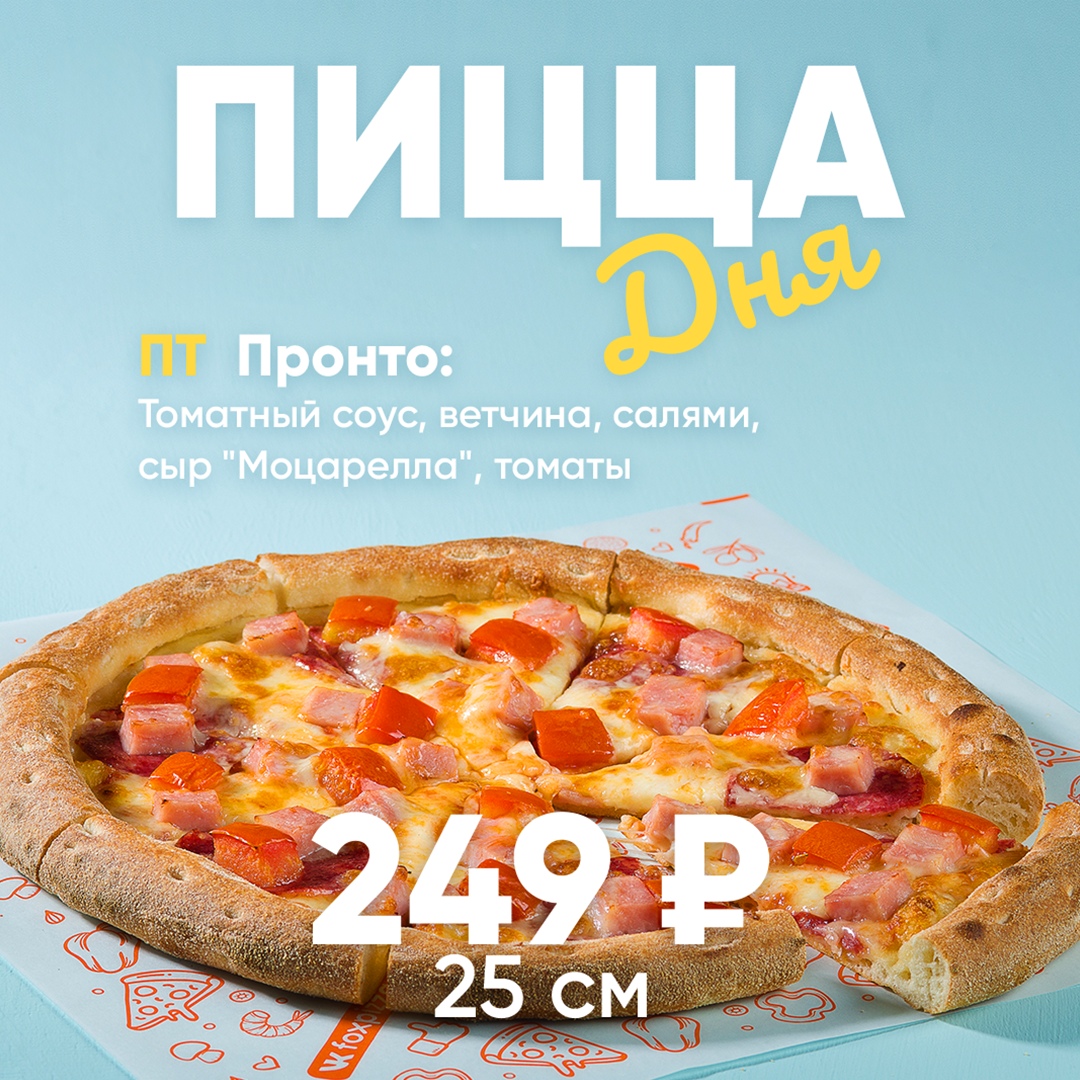 ПИЦЦА
Дня
ПТ Пронто:
Томатный соус, ветчина, салями,
сыр "Моцарелла", томаты
249 ₽
25 см